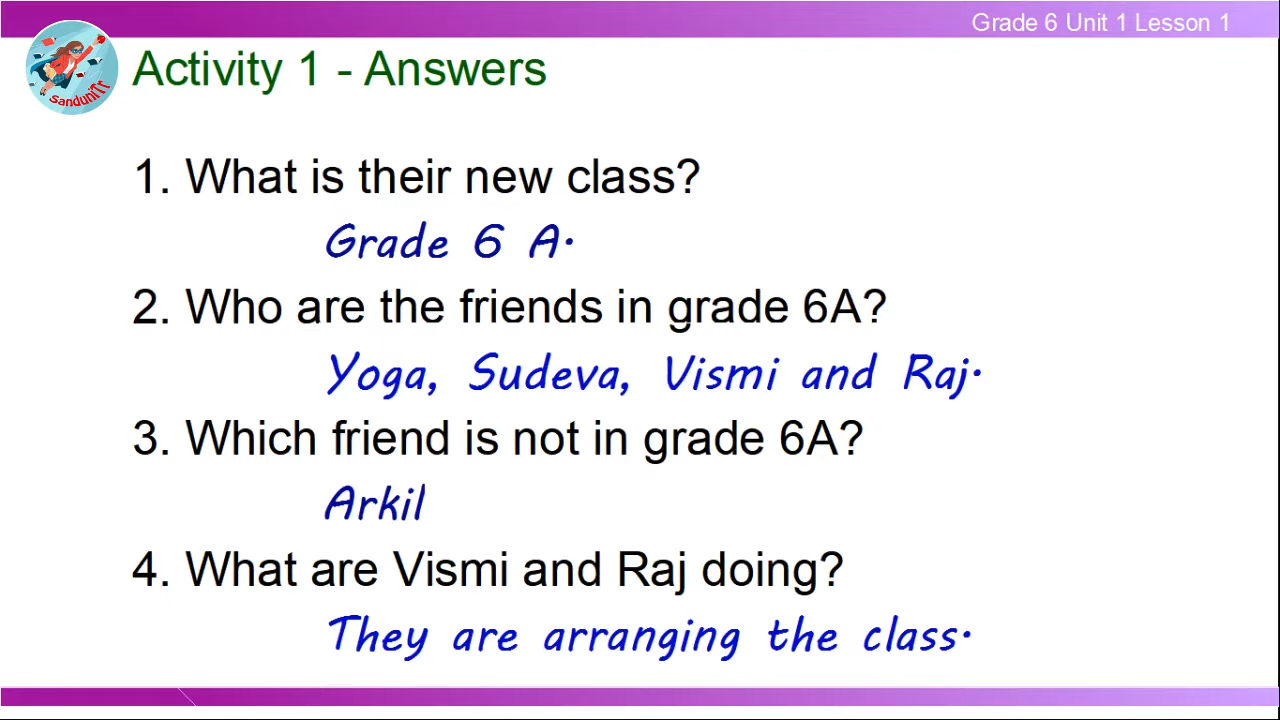 Grade 6 Unit 1 Lesson 1
SanduniTr
Activity 1 - Answers
1. What is their new class?
Grade 6 A.
2. Who are the friends in grade 6A?
Yoga, Sudeva, Vismi and Raj.
3. Which friend is not in grade 6A?
Arkil
4. What are Vismi and Raj doing?
They are arranging the class.